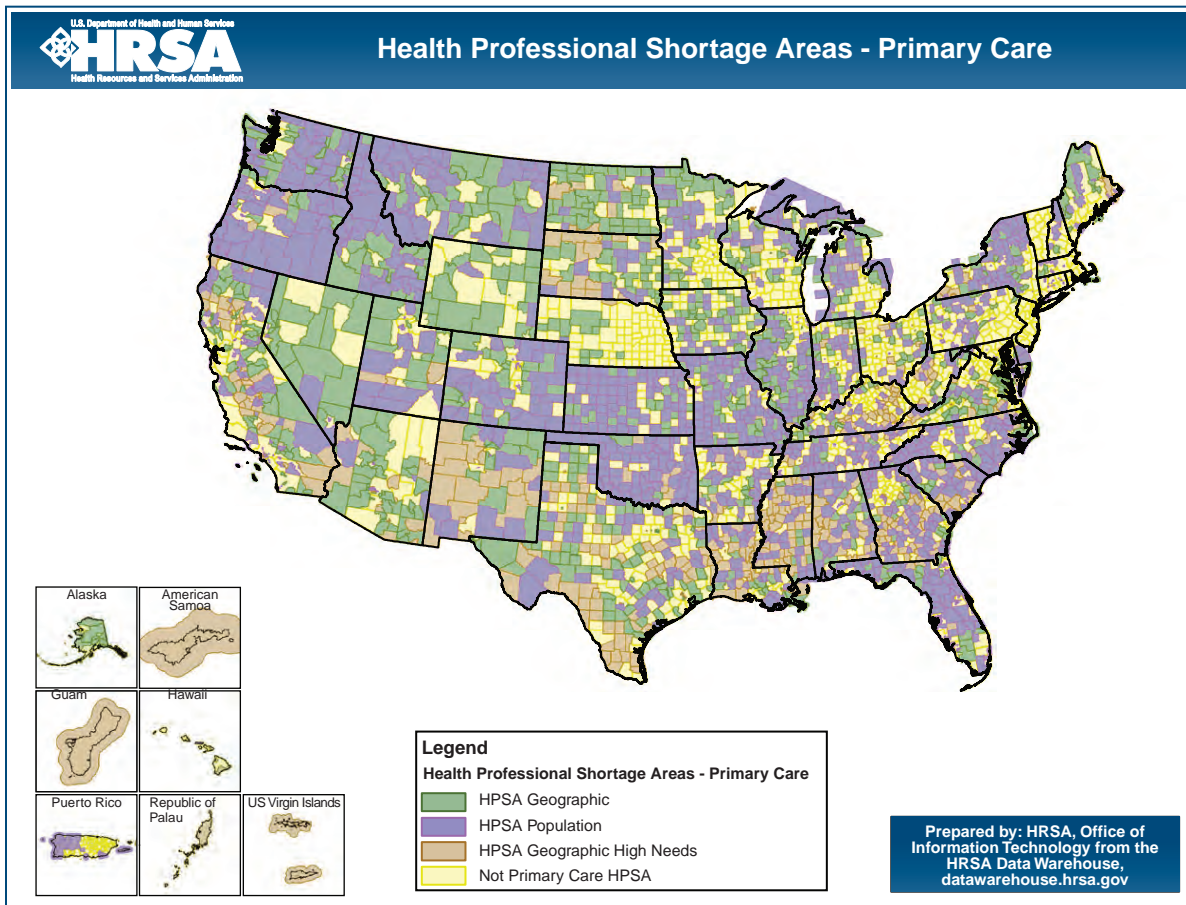 U.S. Department of Health and Human Services
HRSA
Health Resources and Services Administration
Health Professional Shortage Areas - Primary Care
Alaska
American
Samoa
Guam
Hawaii
Puerto Rico
Republic of
Palau
US Virgin Islands
Legend
Health Professional Shortage Areas - Primary Care
HPSA Geographic
HPSA Population
HPSA Geographic High Needs
Not Primary Care HPSA
Prepared by: HRSA, Office of
Information Technology from the
HRSA Data Warehouse,
datawarehouse.hrsa.gov